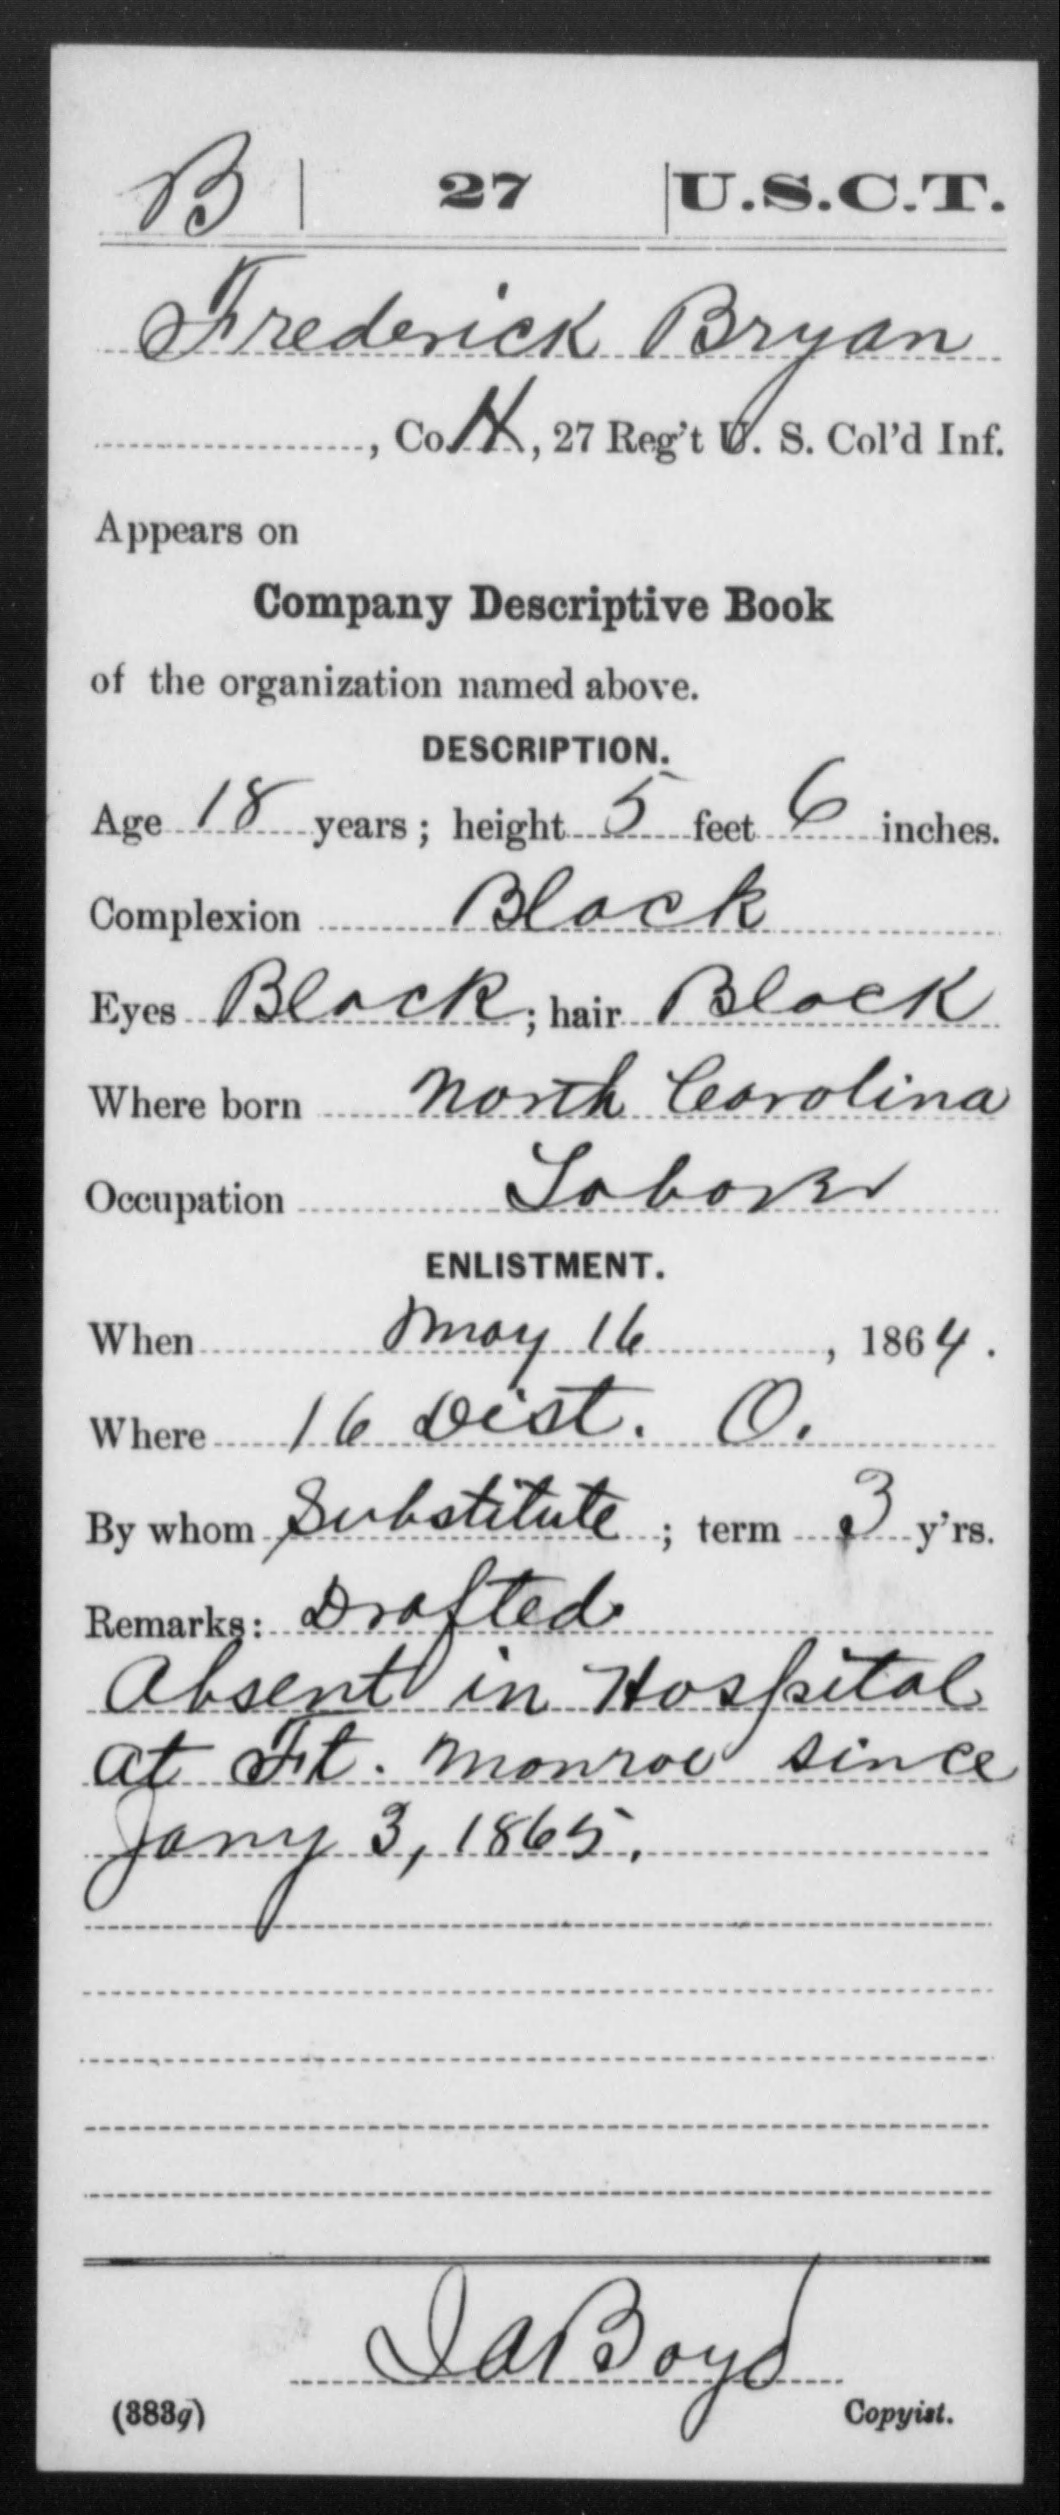 B | 27 | U.S.C.T.
Frederick Bryan
, Co. H, 27 Reg't U. S. Col'd Inf.
Appears on
Company Descriptive Book
of the organization named above.
DESCRIPTION.
Age 18 years; height 5 feet 6 inches.
Complexion Black
Eyes Black; hair Black
Where born North Carolina
Occupation Laborer
ENLISTMENT.
When May 16, 1864.
Where 16 Dist. O.
By whom Substitute; term 3 y'rs.
Remarks: Drafted
Absent in Hospital
at Ft. Monroe since
Jany 3, 1865.
Boyd
(383g) Copyist.